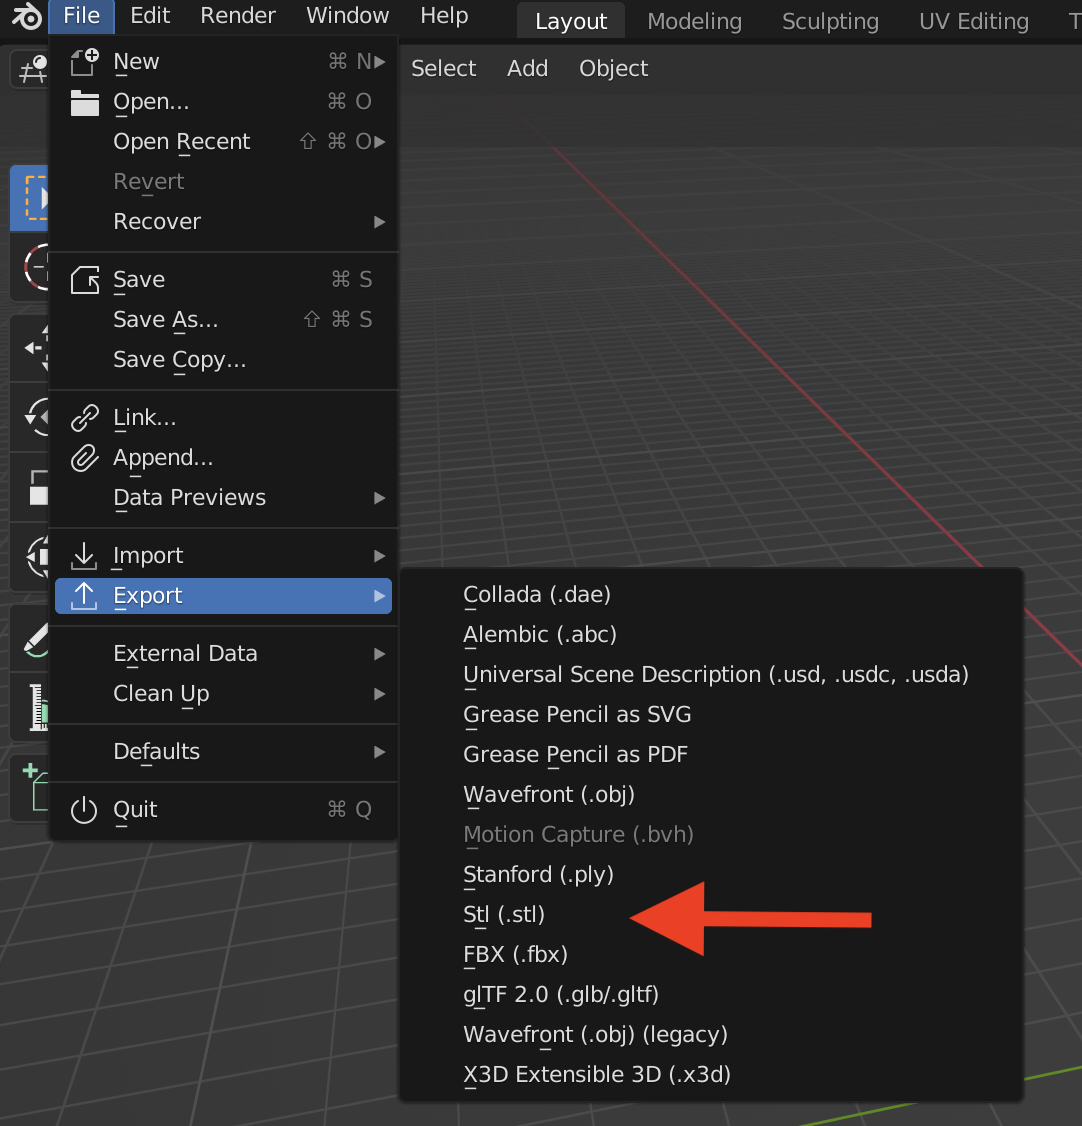 File Edit Render Window Help Layout Modeling Sculpting UV Editing
Select Add Object
New ⌘ N
Open... ⌘ O
Open Recent ⇧ ⌘ O
Revert
Recover
Save ⌘ S
Save As... ⇧ ⌘ S
Save Copy...
Link...
Append...
Data Previews
Import
Export
External Data
Clean Up
Defaults
Quit ⌘ Q
Collada (.dae)
Alembic (.abc)
Universal Scene Description (.usd, .usdc, .usda)
Grease Pencil as SVG
Grease Pencil as PDF
Wavefront (.obj)
Motion Capture (.bvh)
Stanford (.ply)
Stl (.stl)
FBX (.fbx)
glTF 2.0 (.glb/.gltf)
Wavefront (.obj) (legacy)
X3D Extensible 3D (.x3d)